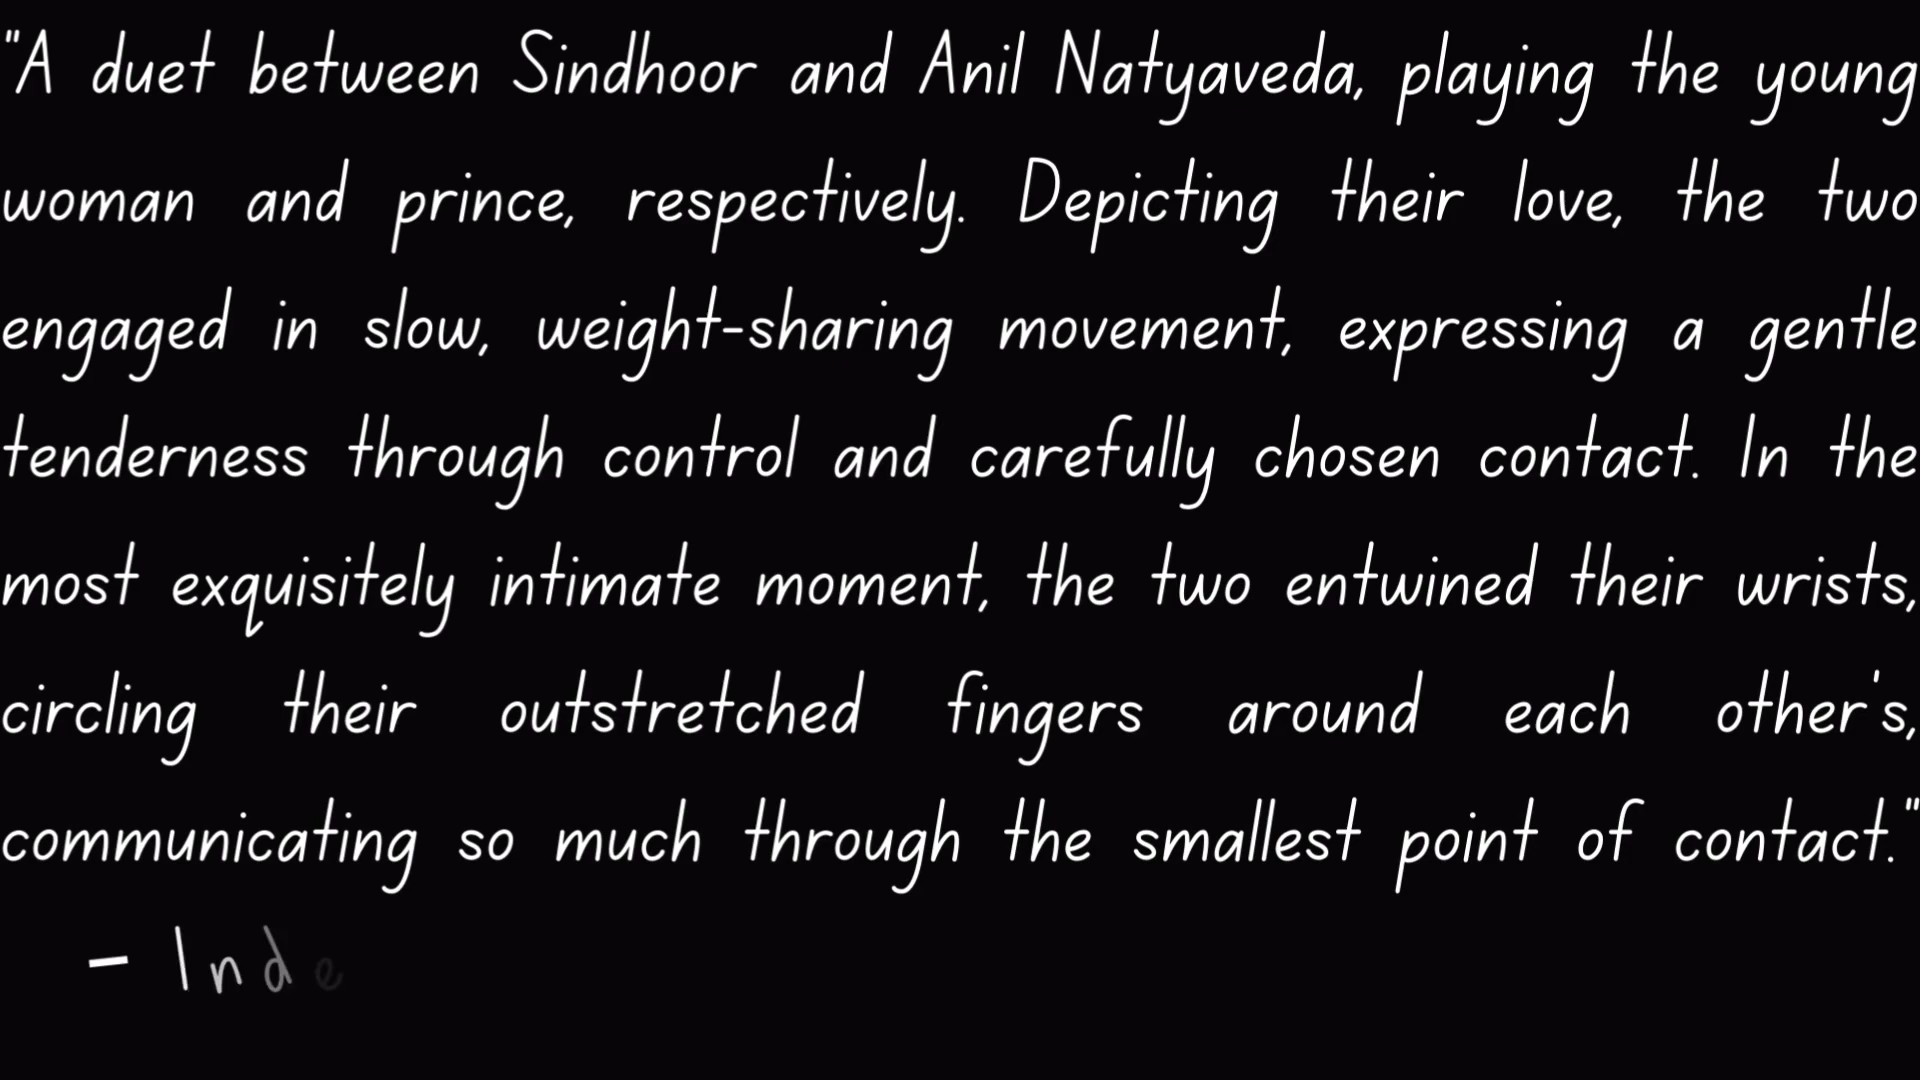 "A duet between Sindhoor and Anil Natyaveda, playing the young
woman and prince, respectively. Depicting their love, the two
engaged in slow, weight-sharing movement, expressing a gentle
tenderness through control and carefully chosen contact. In the
most exquisitely intimate moment, the two entwined their wrists,
circling their outstretched fingers around each other's,
communicating so much through the smallest point of contact."
- Inde